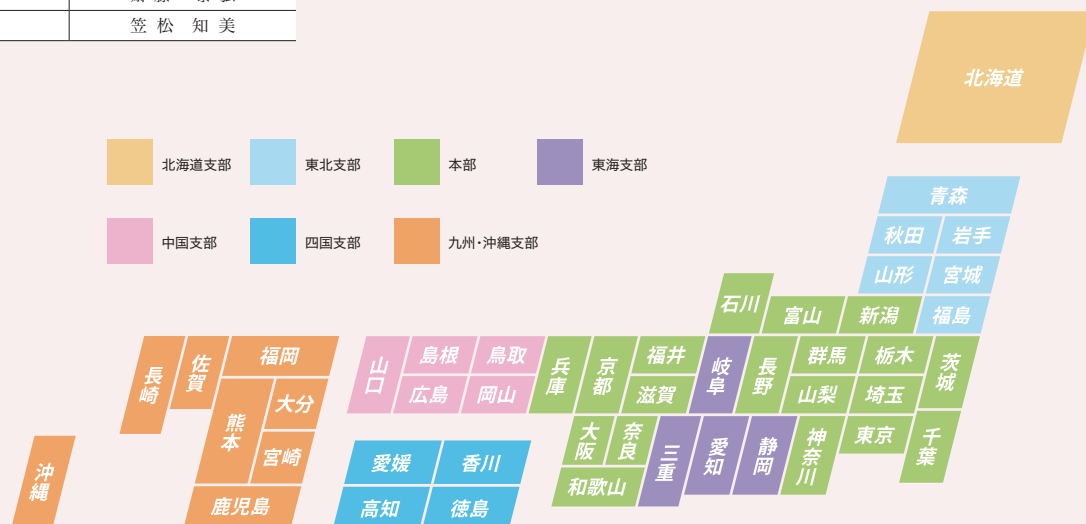 笠松 知美
北海道支部 東北支部 本部 東海支部
中国支部 四国支部 九州・沖縄支部
北海道
青森
秋田 岩手
山形 宮城
石川 富山 新潟 福島
長崎 佐賀 福岡 山口 島根 鳥取 兵庫 京都 福井 岐阜 長野 群馬 栃木 茨城
熊本 大分 広島 岡山 滋賀 山梨 埼玉
宮崎 大阪 奈良 三重 愛知 静岡 神奈川 東京 千葉
沖縄 愛媛 香川 和歌山
鹿児島 高知 徳島